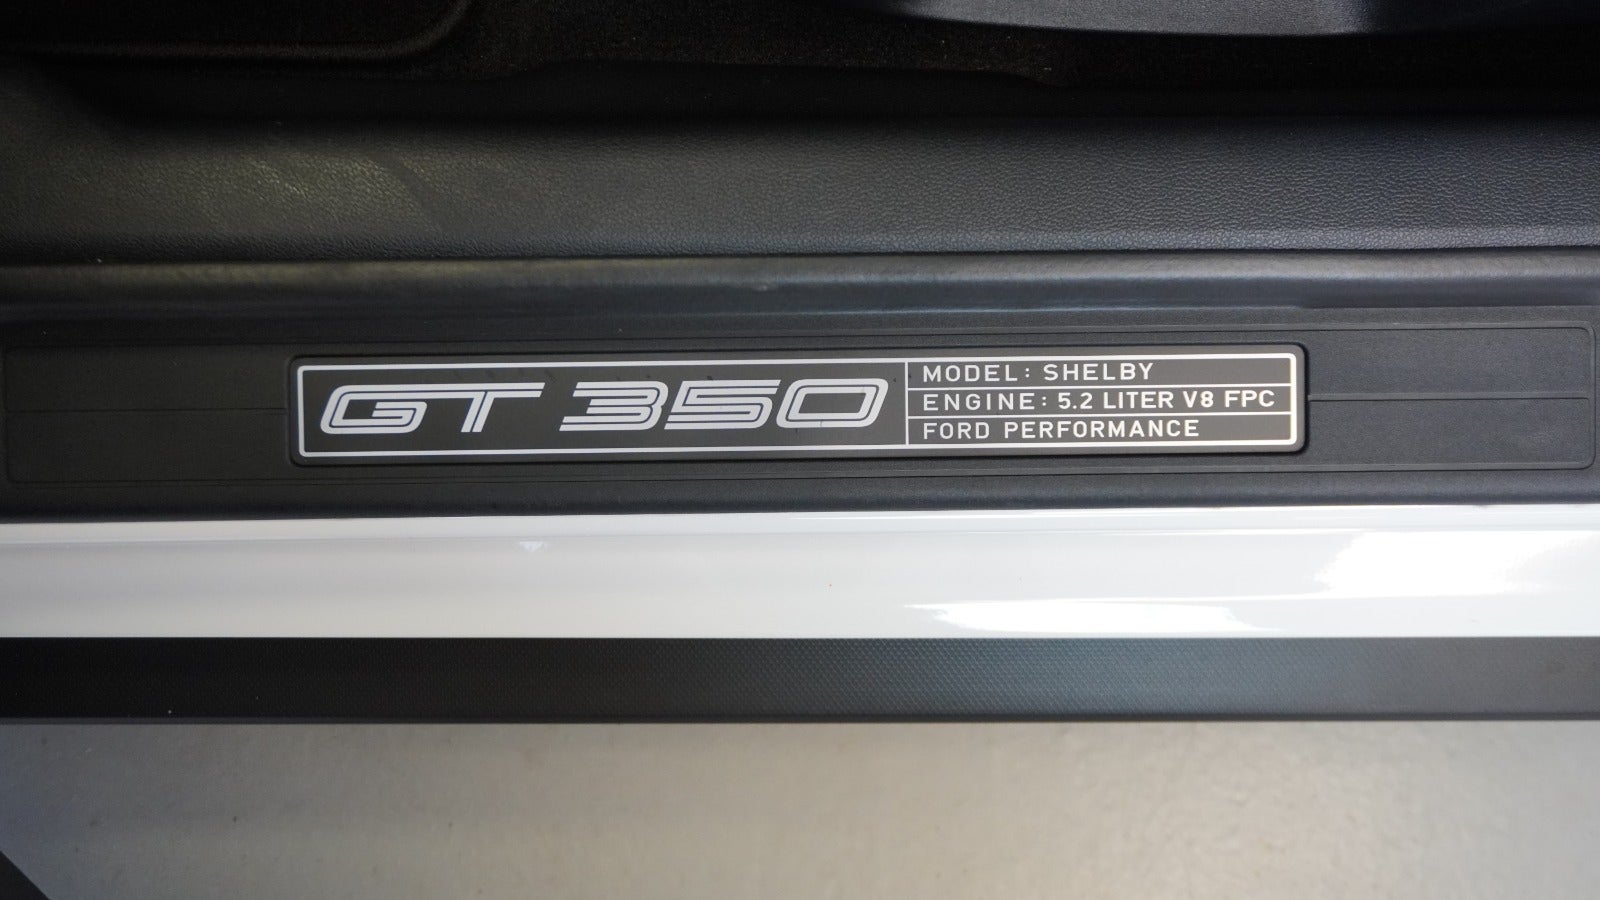 GT 350
MODEL: SHELBY
ENGINE: 5.2 LITER V8 FPC
FORD PERFORMANCE